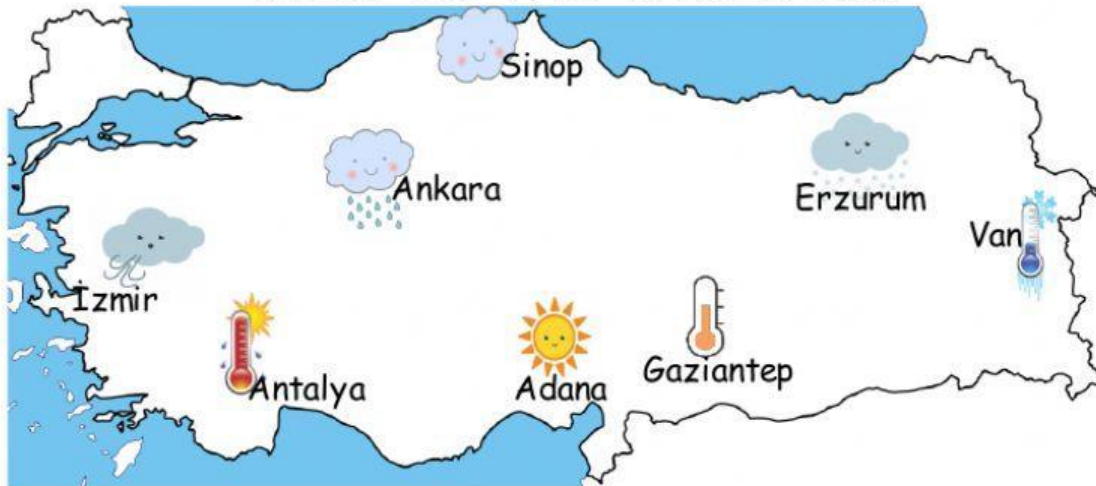 Sinop
Ankara
Erzurum
Van
İzmir
Gaziantep
Antalya
Adana